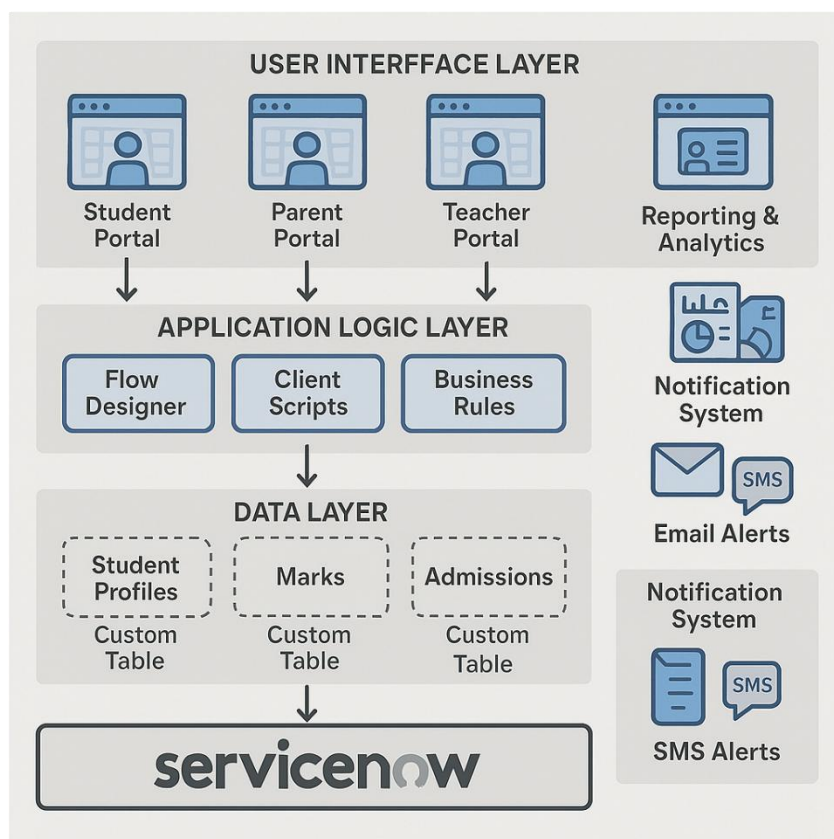 USER INTERFFACE LAYER
Student
Portal
Parent
Portal
Teacher
Portal
Reporting &
Analytics
APPLICATION LOGIC LAYER
Flow
Designer
Client
Scripts
Business
Rules
Notification
System
SMS
Email Alerts
DATA LAYER
Student
Profiles
Marks
Admissions
Custom
Table
Custom
Table
Custom
Table
Notification
System
SMS
SMS Alerts
servicenow